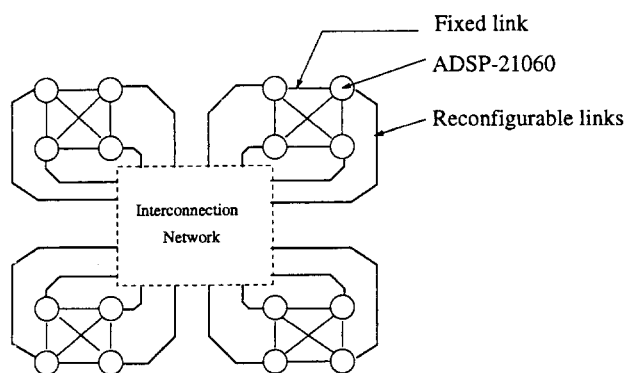 Fixed link
ADSP-21060
Reconfigurable links
Interconnection
Network